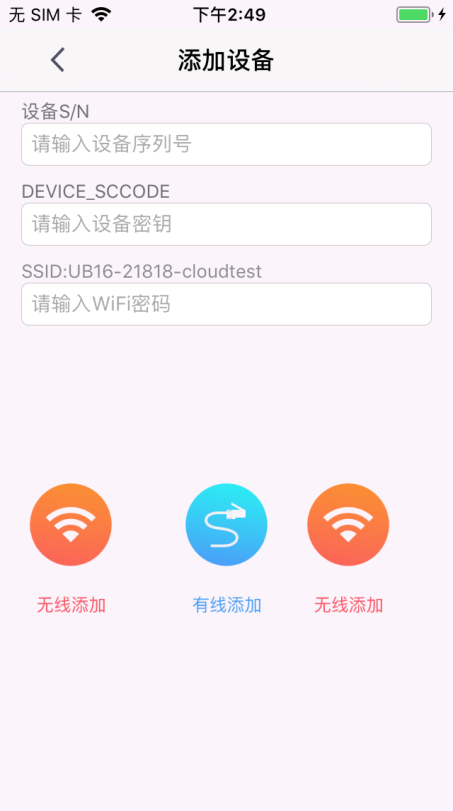 无 SIM 卡 下午2:49
添加设备
设备S/N
请输入设备序列号
DEVICE_SCCODE
请输入设备密钥
SSID:UB16-21818-cloudtest
请输入WiFi密码
无线添加 有线添加 无线添加